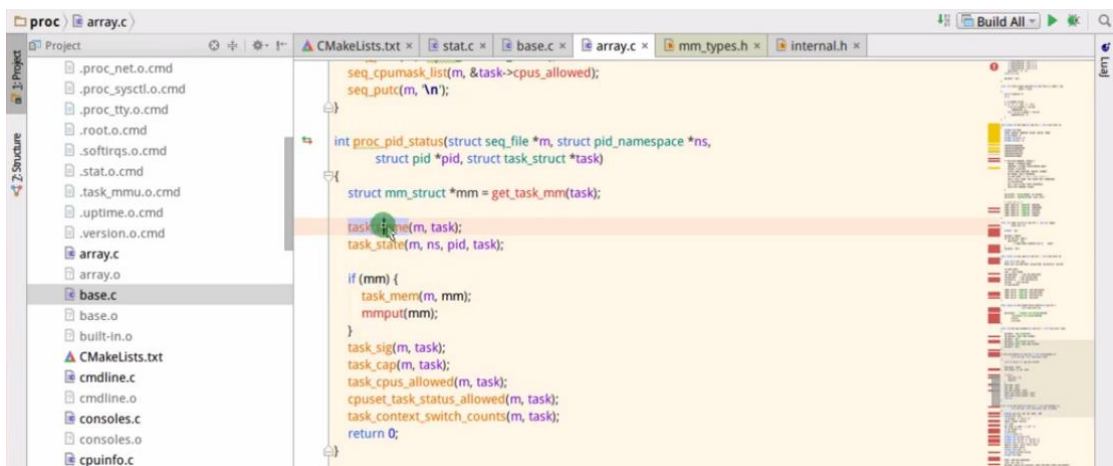 proc
array.c
Build All
1: Project
2: Structure
Project
CMakeLists.txt
stat.c
base.c
array.c
mm_types.h
internal.h
Luaj
.proc_net.o.cmd
.proc_sysctl.o.cmd
.proc_tty.o.cmd
.root.o.cmd
.softirqs.o.cmd
.stat.o.cmd
.task_mmu.o.cmd
.uptime.o.cmd
.version.o.cmd
array.c
array.o
base.c
base.o
built-in.o
CMakeLists.txt
cmdline.c
cmdline.o
consoles.c
consoles.o
cpuinfo.c
seq_cpumask_list(m, &task->cpus_allowed);
seq_putc(m, '\n');
}
int proc_pid_status(struct seq_file *m, struct pid_namespace *ns,
struct pid *pid, struct task_struct *task)
{
struct mm_struct *mm = get_task_mm(task);
(m, task);
task_state(m, ns, pid, task);
if (mm) {
task_mem(m, mm);
mmput(mm);
}
task_sig(m, task);
task_cap(m, task);
task_cpus_allowed(m, task);
cpuset_task_status_allowed(m, task);
task_context_switch_counts(m, task);
return 0;
}